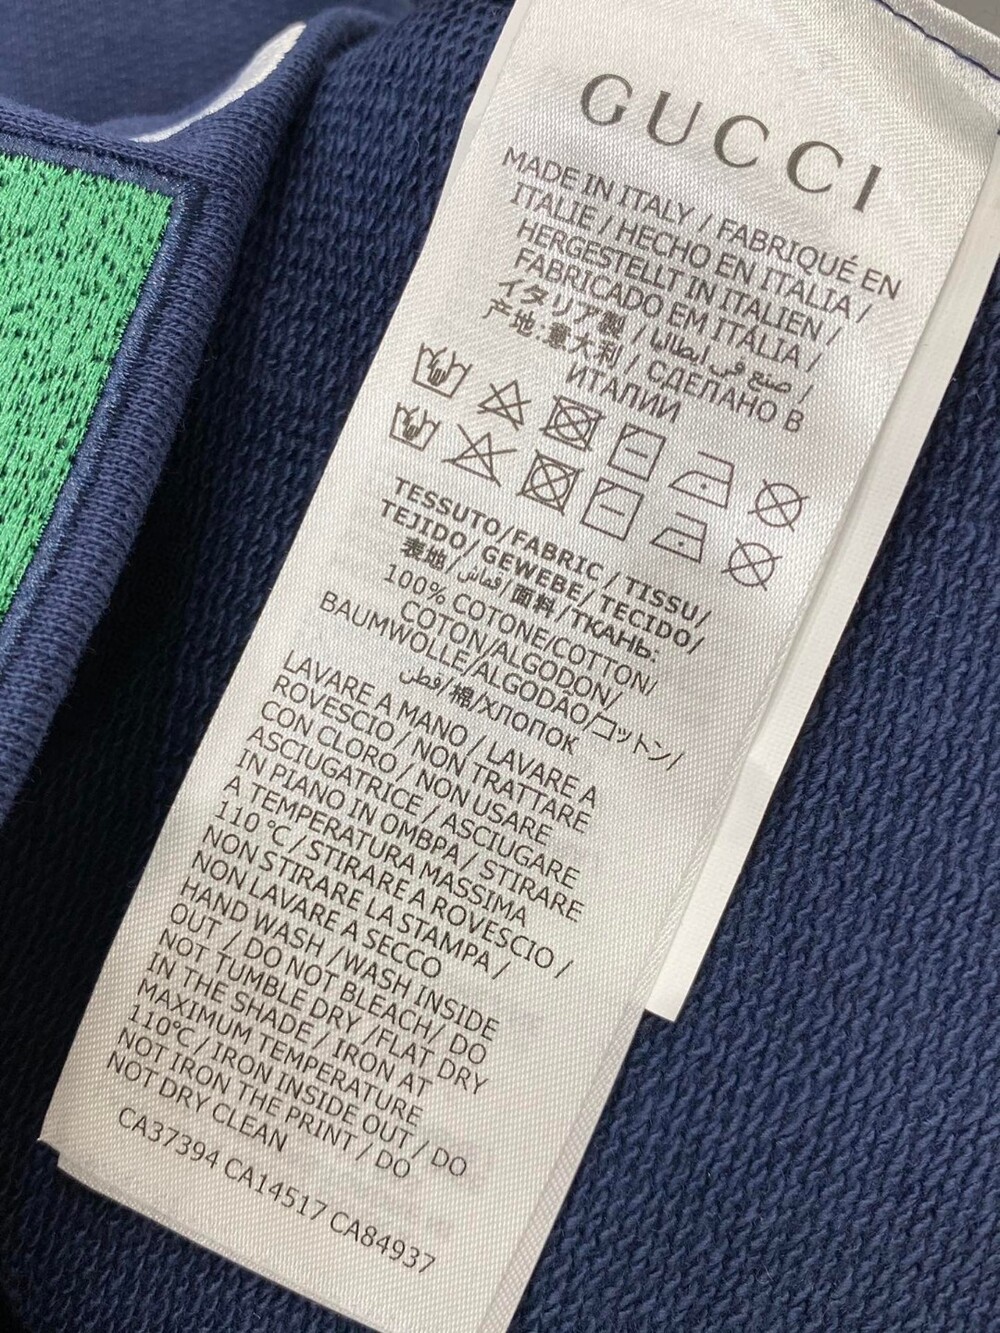 GUCCI
MADE IN ITALY / FABRIQUÉ EN
ITALIE / HECHO EN ITALIA /
HERGESTELLT IN ITALIEN /
FABRICADO EM ITÁLIA /
イタリア製 / صنع في ايطاليا /
产地:意大利 / СДЕЛАНО В
ИТАЛИИ
TESSUTO/FABRIC / TISSU/
TEJIDO/GEWEBE/ TECIDO/
表地/قماش/面料/ТКАНЬ:
100% COTONE/COTTON/
COTON/ALGODON/
BAUMWOLLE/ALGODÃO/コットン/
قطن/棉/ХЛОПОК
LAVARE A MANO / LAVARE A
ROVESCIO / NON TRATTARE
CON CLORO / NON USARE
ASCIUGATRICE / ASCIUGARE
IN PIANO IN OMBPA / STIRARE
A TEMPERATURA MASSIMA
110 °C / STIRARE A ROVESCIO /
NON STIRARE LA STAMPA /
NON LAVARE A SECCO
HAND WASH /WASH INSIDE
OUT / DO NOT BLEACH/ DO
NOT TUMBLE DRY /FLAT DRY
IN THE SHADE / IRON AT
MAXIMUM TEMPERATURE
110°C / IRON INSIDE OUT / DO
NOT IRON THE PRINT / DO
NOT DRY CLEAN
CA37394 CA14517 CA84937